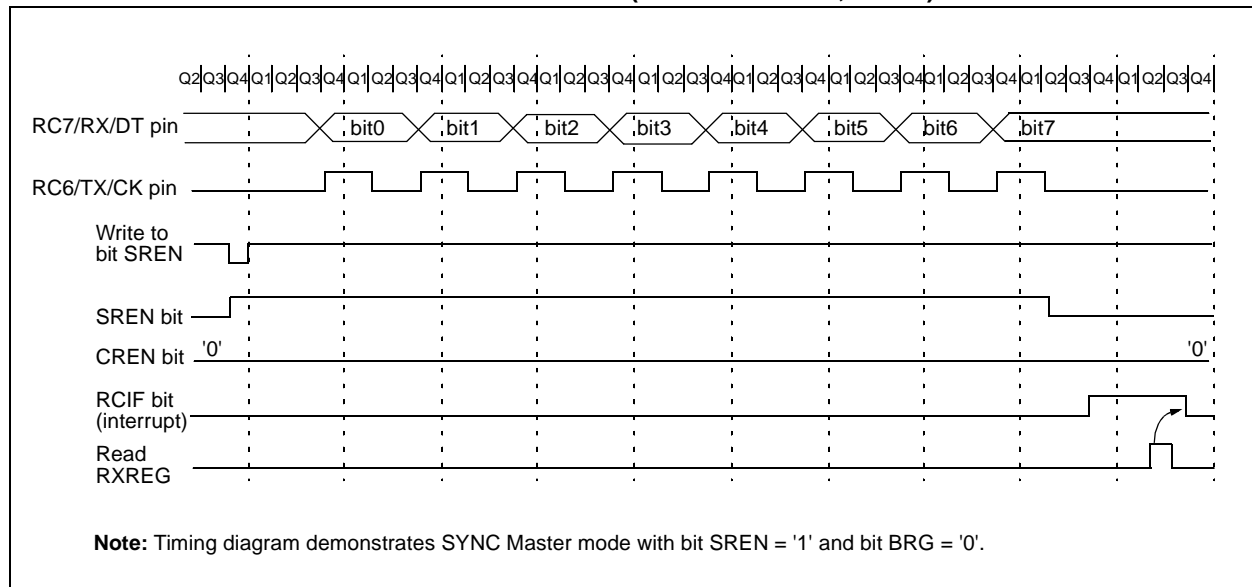 Q2 Q3 Q4 Q1 Q2 Q3 Q4 Q1 Q2 Q3 Q4 Q1 Q2 Q3 Q4 Q1 Q2 Q3 Q4 Q1 Q2 Q3 Q4 Q1 Q2 Q3 Q4 Q1 Q2 Q3 Q4 Q1 Q2 Q3 Q4 Q1 Q2 Q3 Q4 Q1 Q2 Q3 Q4
RC7/RX/DT pin bit0 bit1 bit2 bit3 bit4 bit5 bit6 bit7
RC6/TX/CK pin
Write to
bit SREN
SREN bit
CREN bit '0' '0'
RCIF bit
(interrupt)
Read
RXREG
Note: Timing diagram demonstrates SYNC Master mode with bit SREN = '1' and bit BRG = '0'.